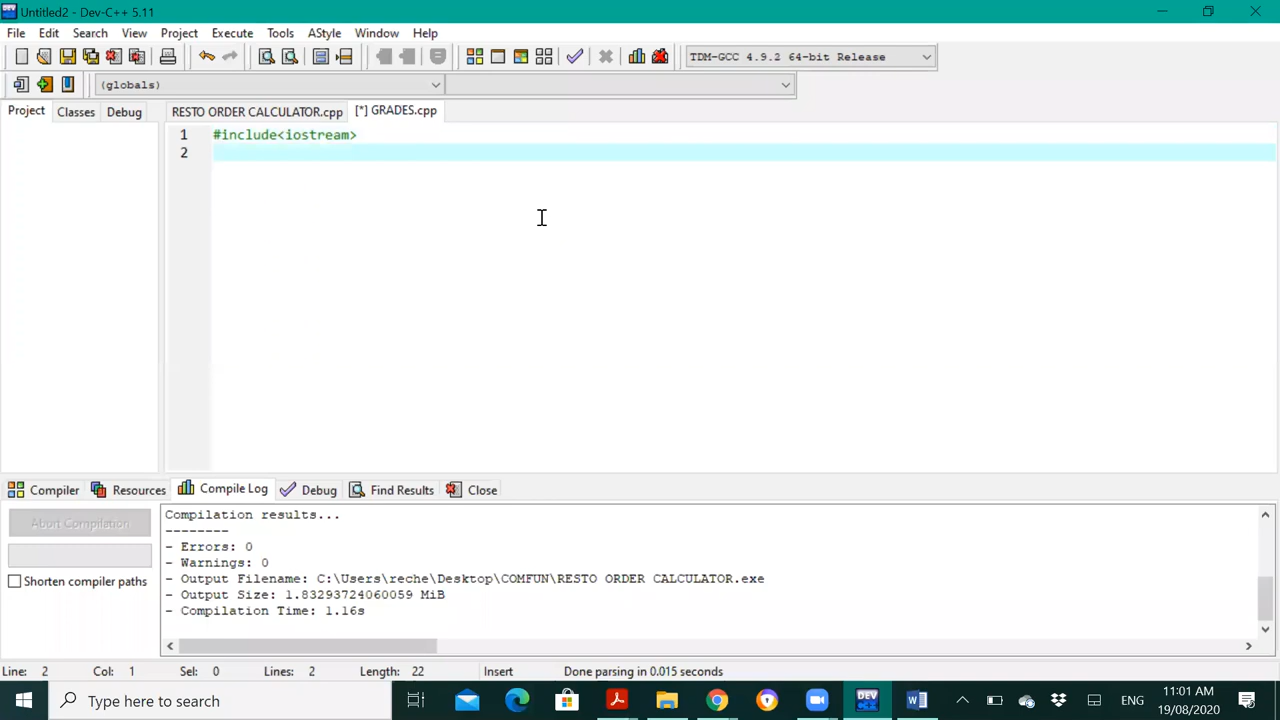 Untitled2 - Dev-C++ 5.11
File Edit Search View Project Execute Tools AStyle Window Help
TDM-GCC 4.9.2 64-bit Release
(globals)
Project Classes Debug RESTO ORDER CALCULATOR.cpp [*] GRADES.cpp
1 #include<iostream>
2
Compiler Resources Compile Log Debug Find Results Close
Compilation results...
Abort Compilation
--------
- Errors: 0
- Warnings: 0
- Output Filename: C:\Users\reche\Desktop\COMFUN\RESTO ORDER CALCULATOR.exe
Shorten compiler paths
- Output Size: 1.83293724060059 MiB
- Compilation Time: 1.16s
Line: 2 Col: 1 Sel: 0 Lines: 2 Length: 22 Insert Done parsing in 0.015 seconds
Type here to search
DEV
ENG
11:01 AM
19/08/2020